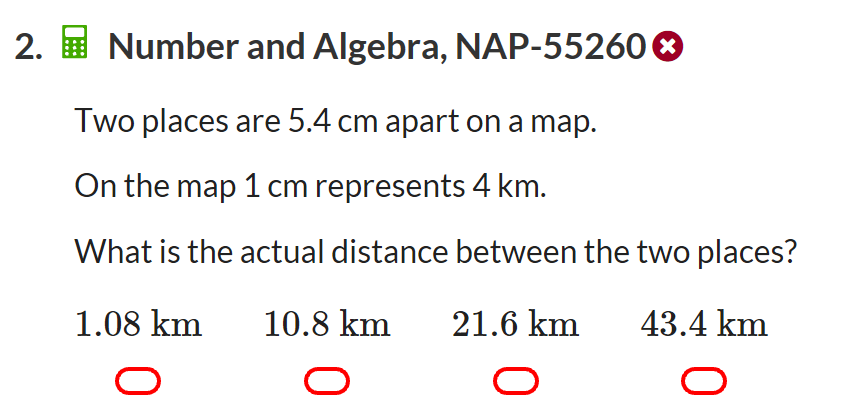 2. Number and Algebra, NAP-55260
Two places are 5.4 cm apart on a map.
On the map 1 cm represents 4 km.
What is the actual distance between the two places?
1.08 km 10.8 km 21.6 km 43.4 km